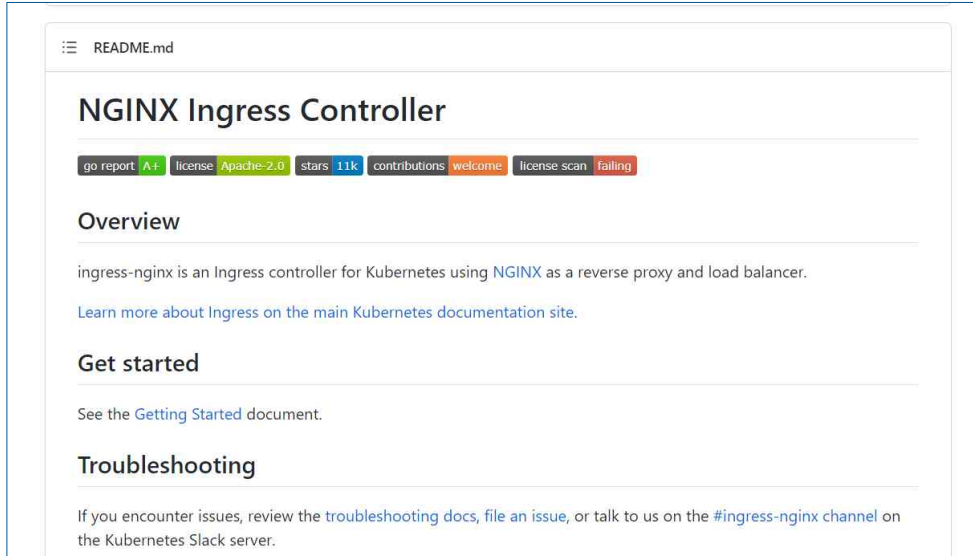 README.md
NGINX Ingress Controller
go report A+ license Apache-2.0 stars 11k contributions welcome license scan failing
Overview
ingress-nginx is an Ingress controller for Kubernetes using NGINX as a reverse proxy and load balancer.
Learn more about Ingress on the main Kubernetes documentation site.
Get started
See the Getting Started document.
Troubleshooting
If you encounter issues, review the troubleshooting docs, file an issue, or talk to us on the #ingress-nginx channel on
the Kubernetes Slack server.